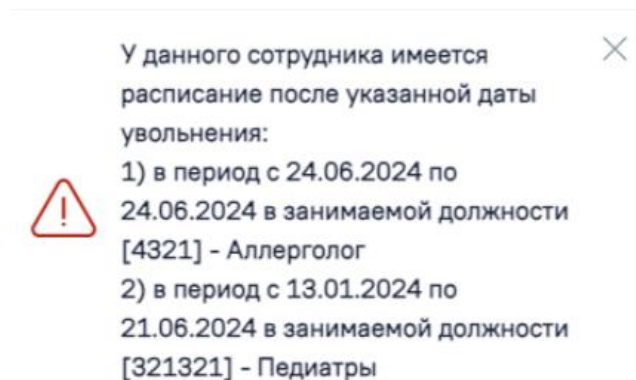 У данного сотрудника имеется
расписание после указанной даты
увольнения:
1) в период с 24.06.2024 по
24.06.2024 в занимаемой должности
[4321] - Аллерголог
2) в период с 13.01.2024 по
21.06.2024 в занимаемой должности
[321321] - Педиатры